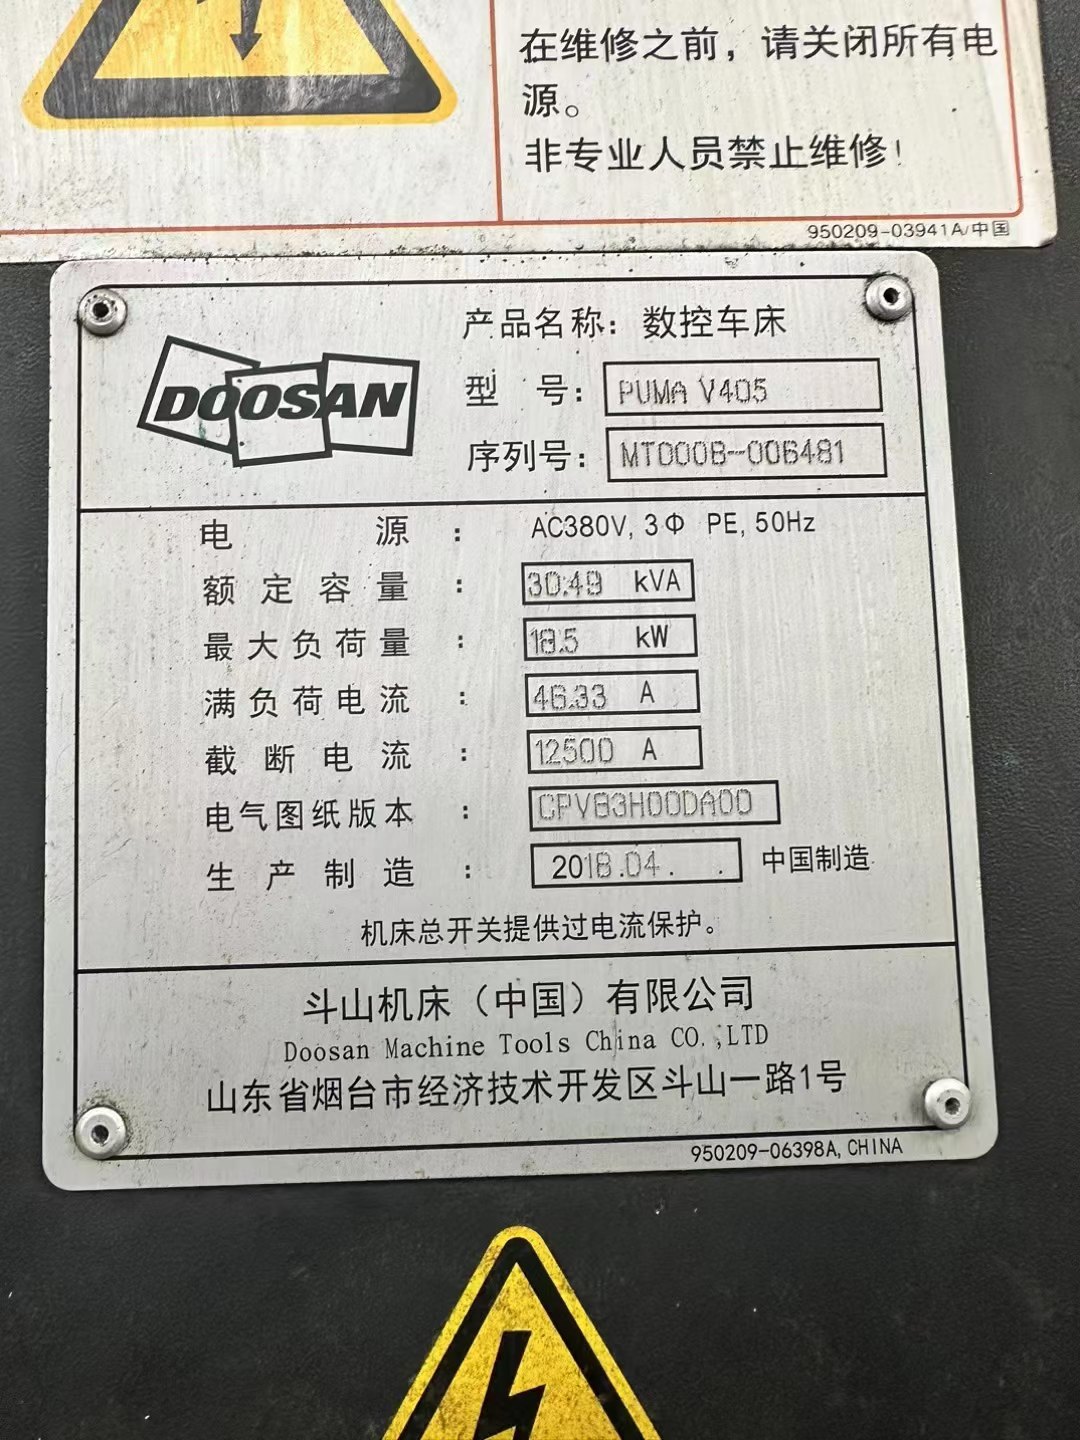 在维修之前，请关闭所有电
源。
非专业人员禁止维修!
950209-03941A/中国
DOOSAN
产品名称：数控车床
型 号：PUMA V405
序列号：MT0008-006481
电 源 ： AC380V, 3Φ PE, 50Hz
额定容量 ： 30.49 kVA
最大负荷量 ： 18.5 kW
满负荷电流 ： 46.33 A
截断电流 ： 12500 A
电气图纸版本 ： CPV83H00DA00
生产制造 ： 2018.04. . 中国制造
机床总开关提供过电流保护。
斗山机床（中国）有限公司
Doosan Machine Tools China CO.,LTD
山东省烟台市经济技术开发区斗山一路1号
950209-06398A, CHINA